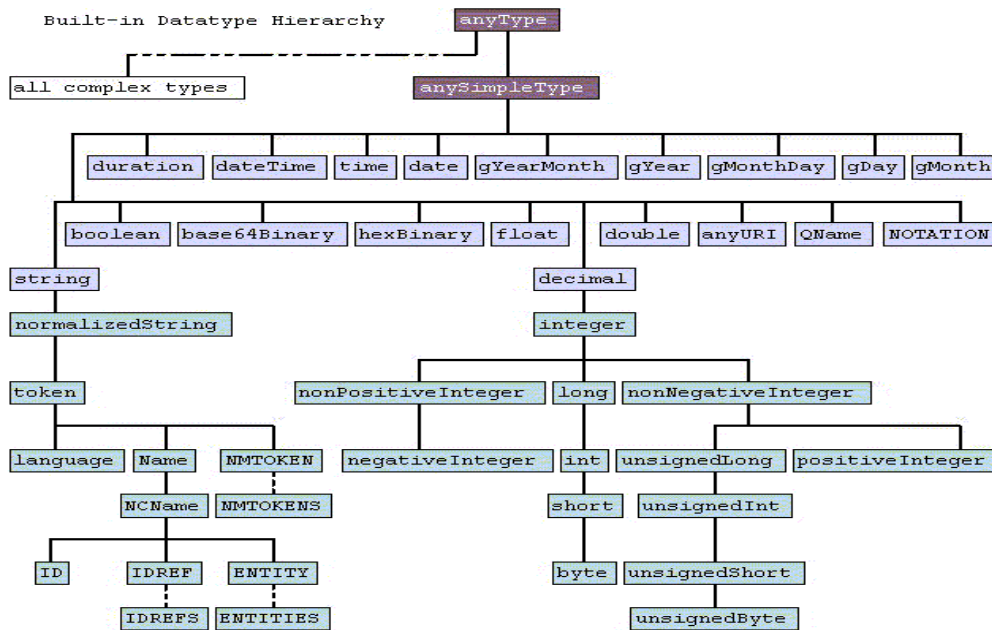 Built-in Datatype Hierarchy
anyType
all complex types
anySimpleType
duration dateTime time date gYearMonth gYear gMonthDay gDay gMonth
boolean base64Binary hexBinary float double anyURI QName NOTATION
string decimal
normalizedString integer
token nonPositiveInteger long nonNegativeInteger
language Name NMTOKEN negativeInteger int unsignedLong positiveInteger
NCName NMTOKENS short unsignedInt
ID IDREF ENTITY byte unsignedShort
IDREFS ENTITIES unsignedByte